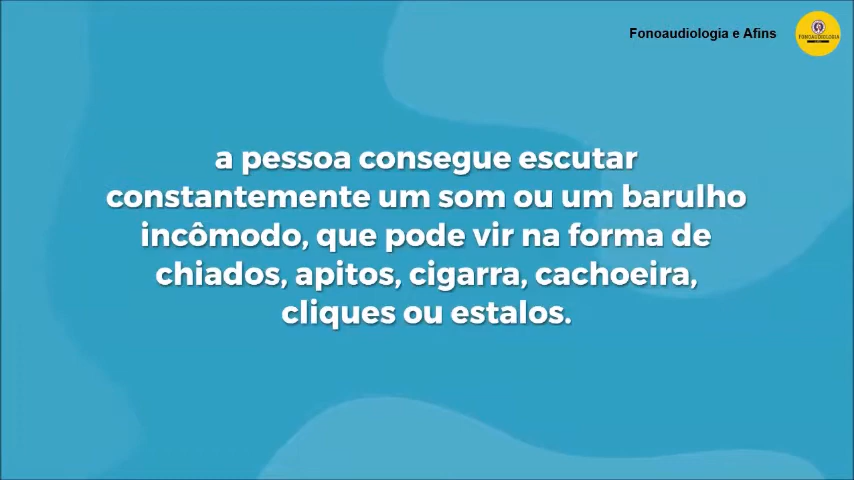 Fonoaudiologia e Afins
FONOAUDIOLOGIA
a pessoa consegue escutar
constantemente um som ou um barulho
incômodo, que pode vir na forma de
chiados, apitos, cigarra, cachoeira,
cliques ou estalos.